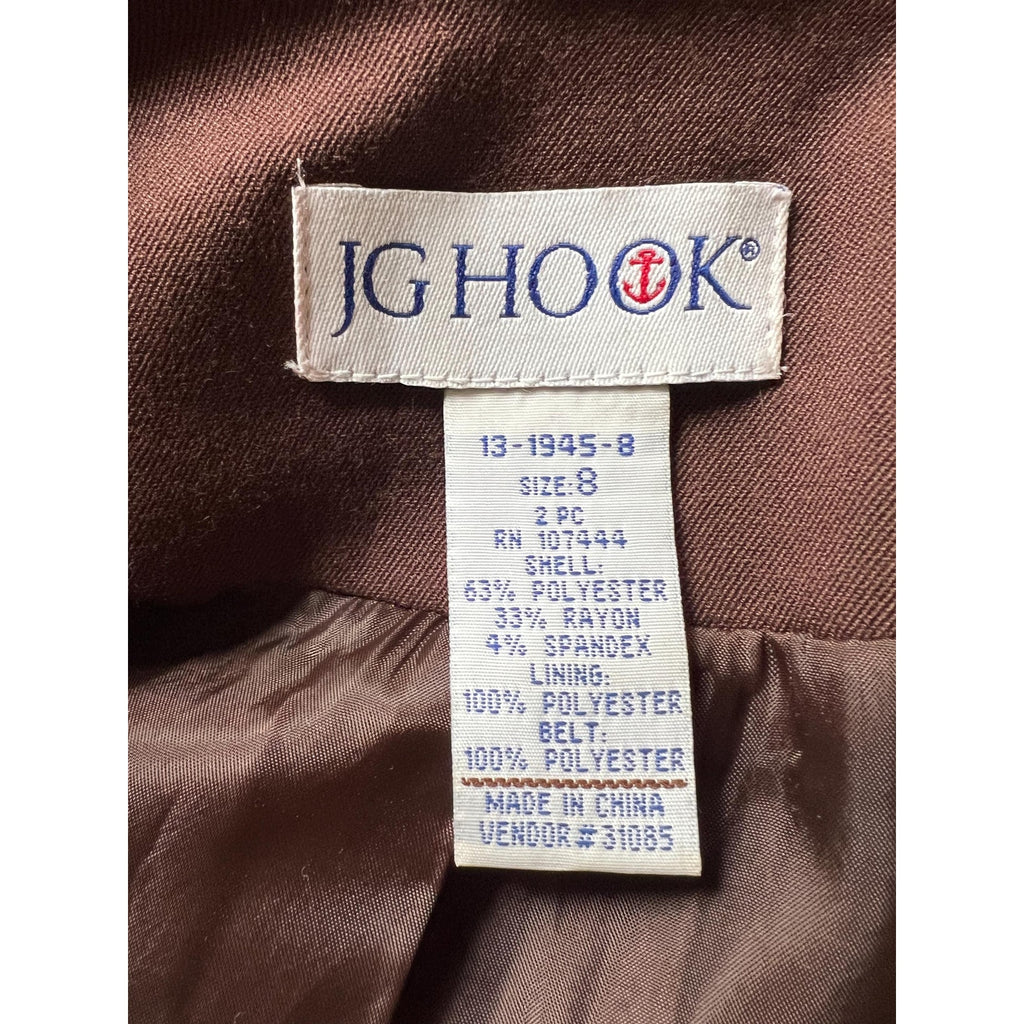 JG HOOK®
13-1945-8
SIZE: 8
2 PC
RN 107444
SHELL:
63% POLYESTER
33% RAYON
4% SPANDEX
LINING:
100% POLYESTER
BELT:
100% POLYESTER
MADE IN CHINA
VENDOR #31085